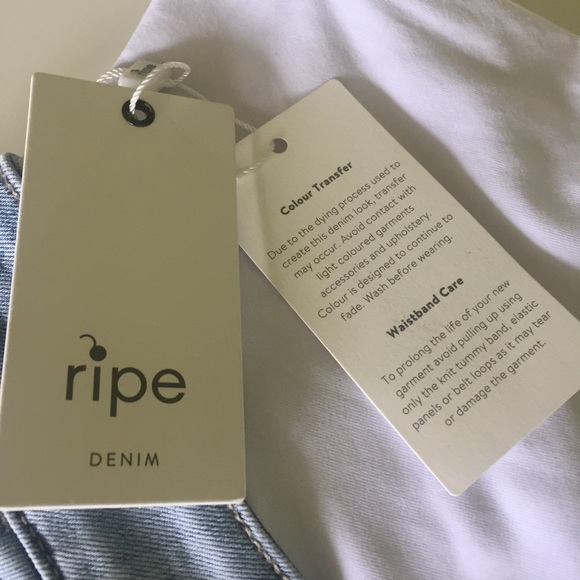 ripe
DENIM
Colour Transfer
Due to the dying process used to
create this denim look, transfer
may occur. Avoid contact with
light coloured garments
accessories and upholstery.
Colour is designed to continue to
fade. Wash before wearing.
Waistband Care
To prolong the life of your new
garment avoid pulling up using
only the knit tummy band, elastic
panels or belt loops as it may tear
or damage the garment.